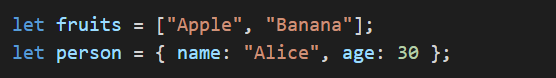 let fruits = ["Apple", "Banana"];
let person = { name: "Alice", age: 30 };